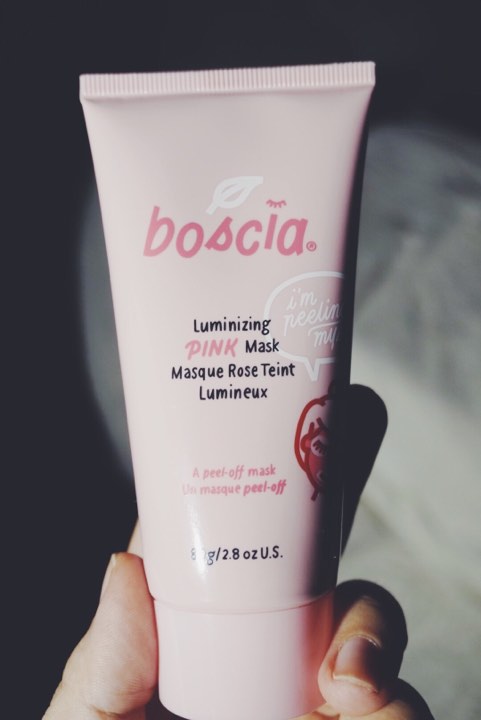 boscia®
i'm
Luminizing
PINK Mask
Masque Rose Teint
Lumineux
A peel-off mask
Un masque peel-off
g/2.8 oz U.S.